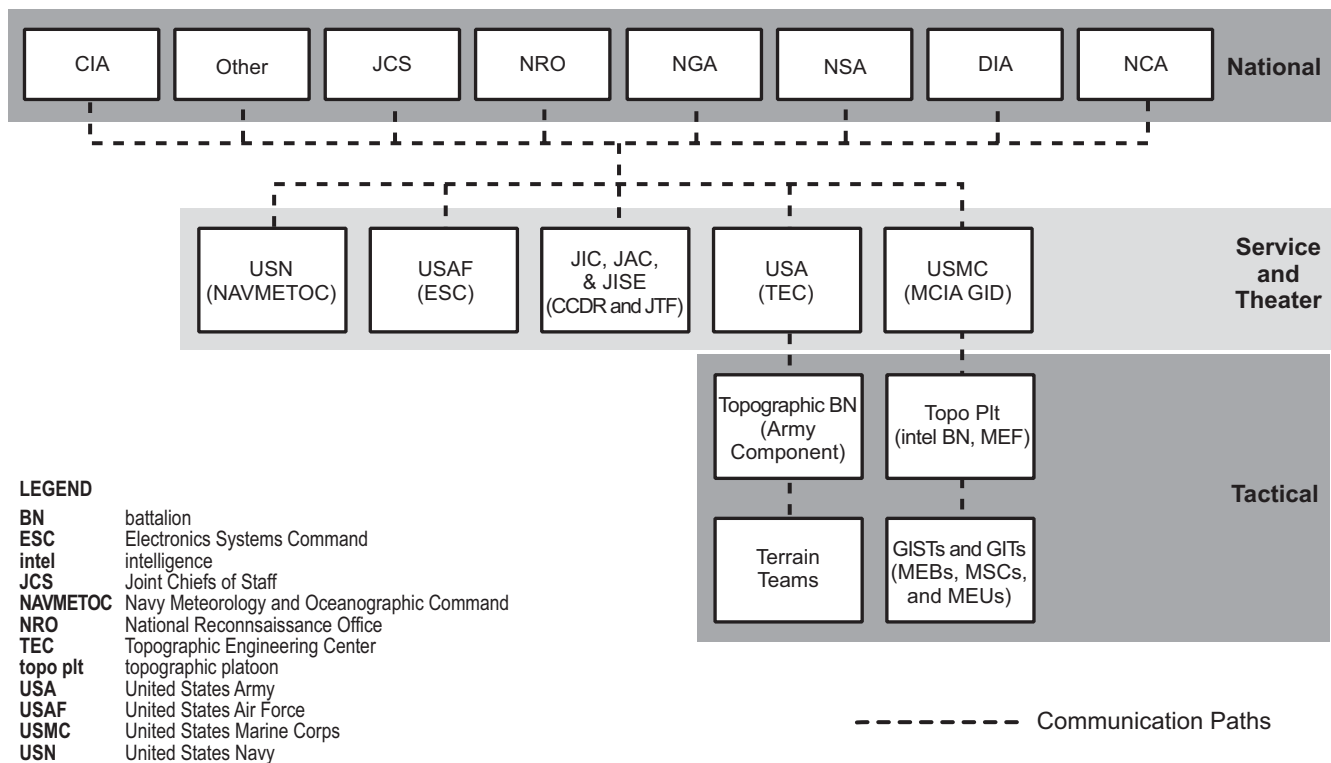 CIA
Other
JCS
NRO
NGA
NSA
DIA
NCA
National
USN
(NAVMETOC)
USAF
(ESC)
JIC, JAC,
& JISE
(CCDR and JTF)
USA
(TEC)
USMC
(MCIA GID)
Service
and
Theater
Topographic BN
(Army
Component)
Topo Plt
(intel BN, MEF)
Terrain
Teams
GISTs and GITs
(MEBs, MSCs,
and MEUs)
Tactical
LEGEND
BN battalion
ESC Electronics Systems Command
intel intelligence
JCS Joint Chiefs of Staff
NAVMETOC Navy Meteorology and Oceanographic Command
NRO National Reconnsaissance Office
TEC Topographic Engineering Center
topo plt topographic platoon
USA United States Army
USAF United States Air Force
USMC United States Marine Corps
USN United States Navy
Communication Paths